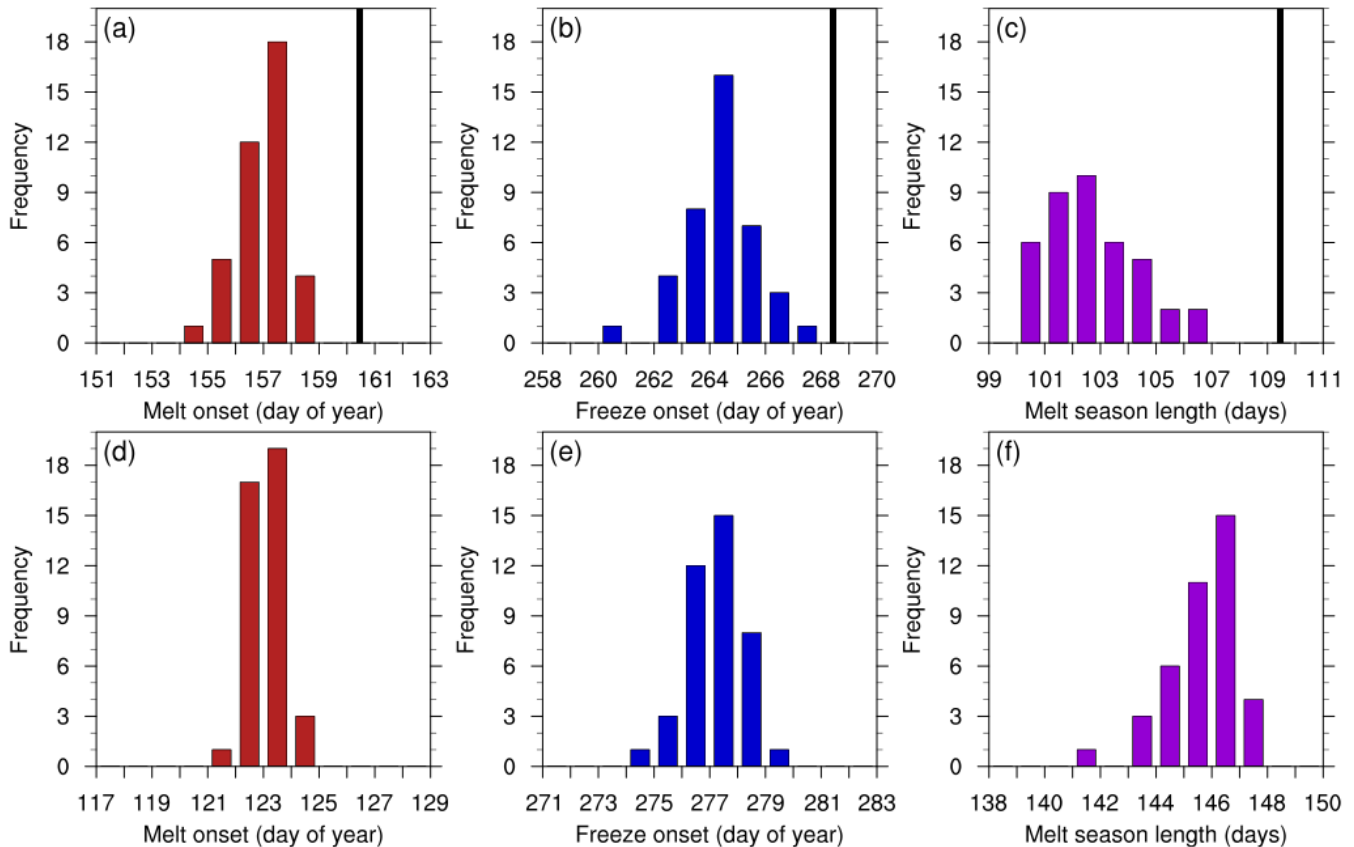 (a) (b) (c)
18 18 18
15 15 15
12 12 12
9 9 9
6 6 6
3 3 3
0 0 0
Frequency Frequency Frequency
151 153 155 157 159 161 163 258 260 262 264 266 268 270 99 101 103 105 107 109 111
Melt onset (day of year) Freeze onset (day of year) Melt season length (days)
(d) (e) (f)
18 18 18
15 15 15
12 12 12
9 9 9
6 6 6
3 3 3
0 0 0
Frequency Frequency Frequency
117 119 121 123 125 127 129 271 273 275 277 279 281 283 138 140 142 144 146 148 150
Melt onset (day of year) Freeze onset (day of year) Melt season length (days)